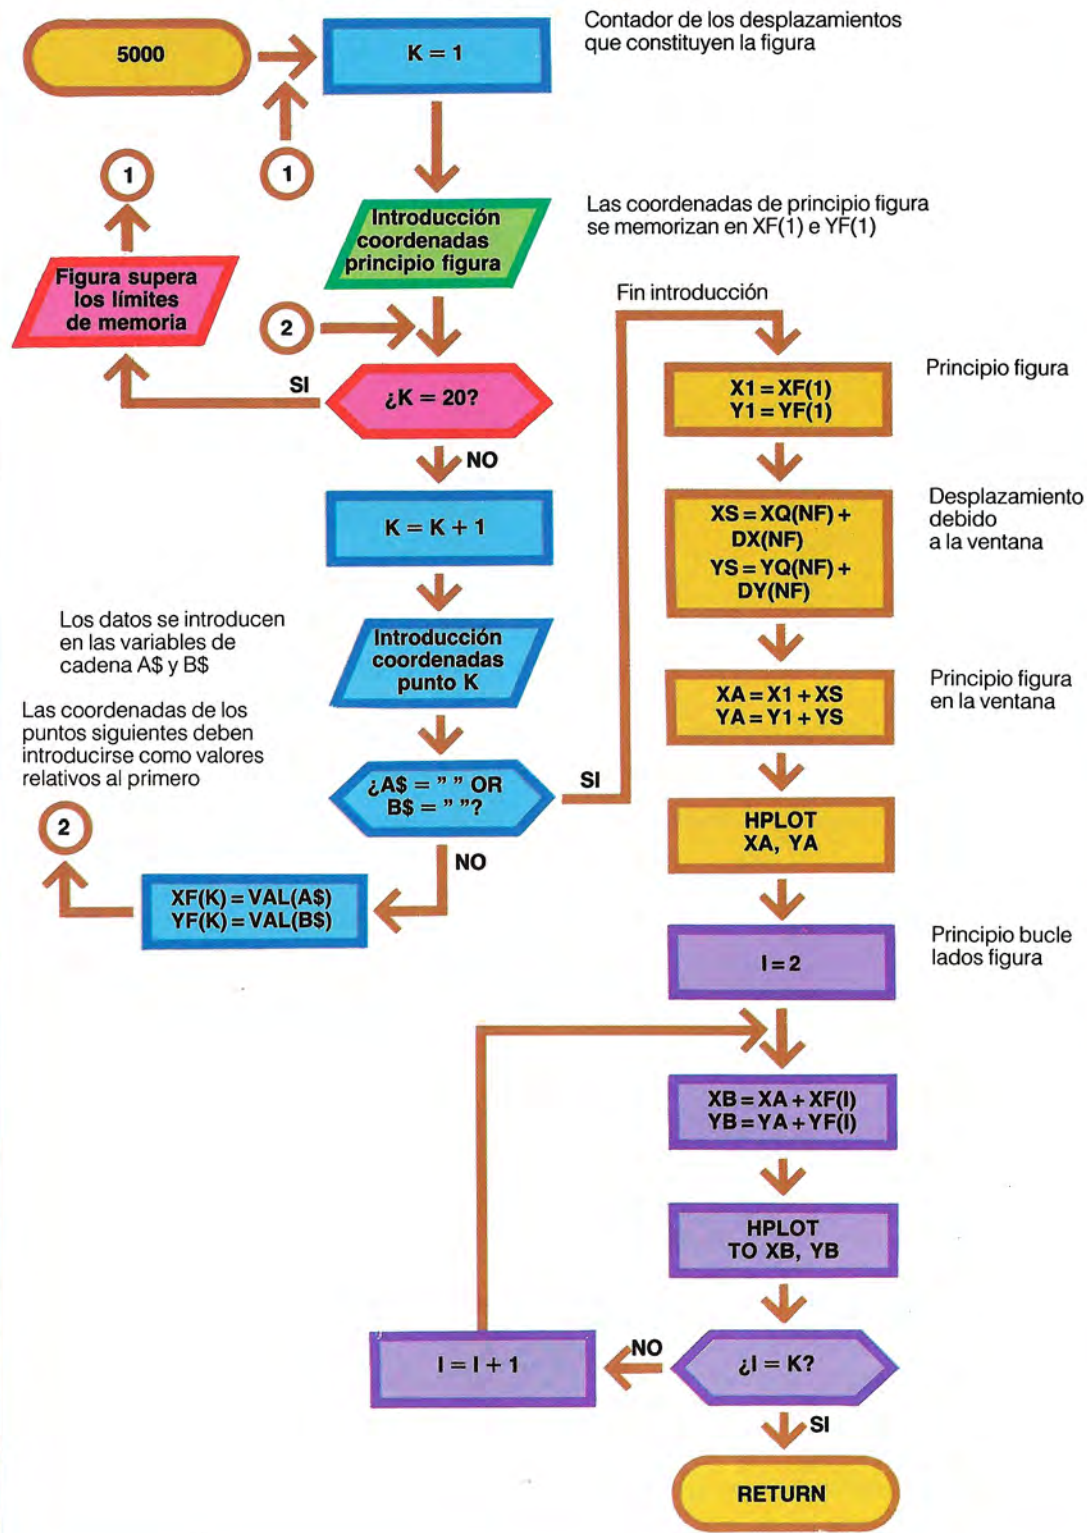 5000
K = 1
Contador de los desplazamientos
que constituyen la figura
1
1
Introducción
coordenadas
principio figura
Las coordenadas de principio figura
se memorizan en XF(1) e YF(1)
Figura supera
los límites
de memoria
2
SI
¿K = 20?
NO
K = K + 1
Los datos se introducen
en las variables de
cadena A$ y B$
Introducción
coordenadas
punto K
Las coordenadas de los
puntos siguientes deben
introducirse como valores
relativos al primero
¿A$ = " " OR
B$ = " "?
SI
NO
2
XF(K) = VAL(A$)
YF(K) = VAL(B$)
Fin introducción
X1 = XF(1)
Y1 = YF(1)
Principio figura
XS = XQ(NF) +
DX(NF)
YS = YQ(NF) +
DY(NF)
Desplazamiento
debido
a la ventana
XA = X1 + XS
YA = Y1 + YS
Principio figura
en la ventana
HPLOT
XA, YA
I = 2
Principio bucle
lados figura
XB = XA + XF(I)
YB = YA + YF(I)
HPLOT
TO XB, YB
I = I + 1
NO
¿I = K?
SI
RETURN